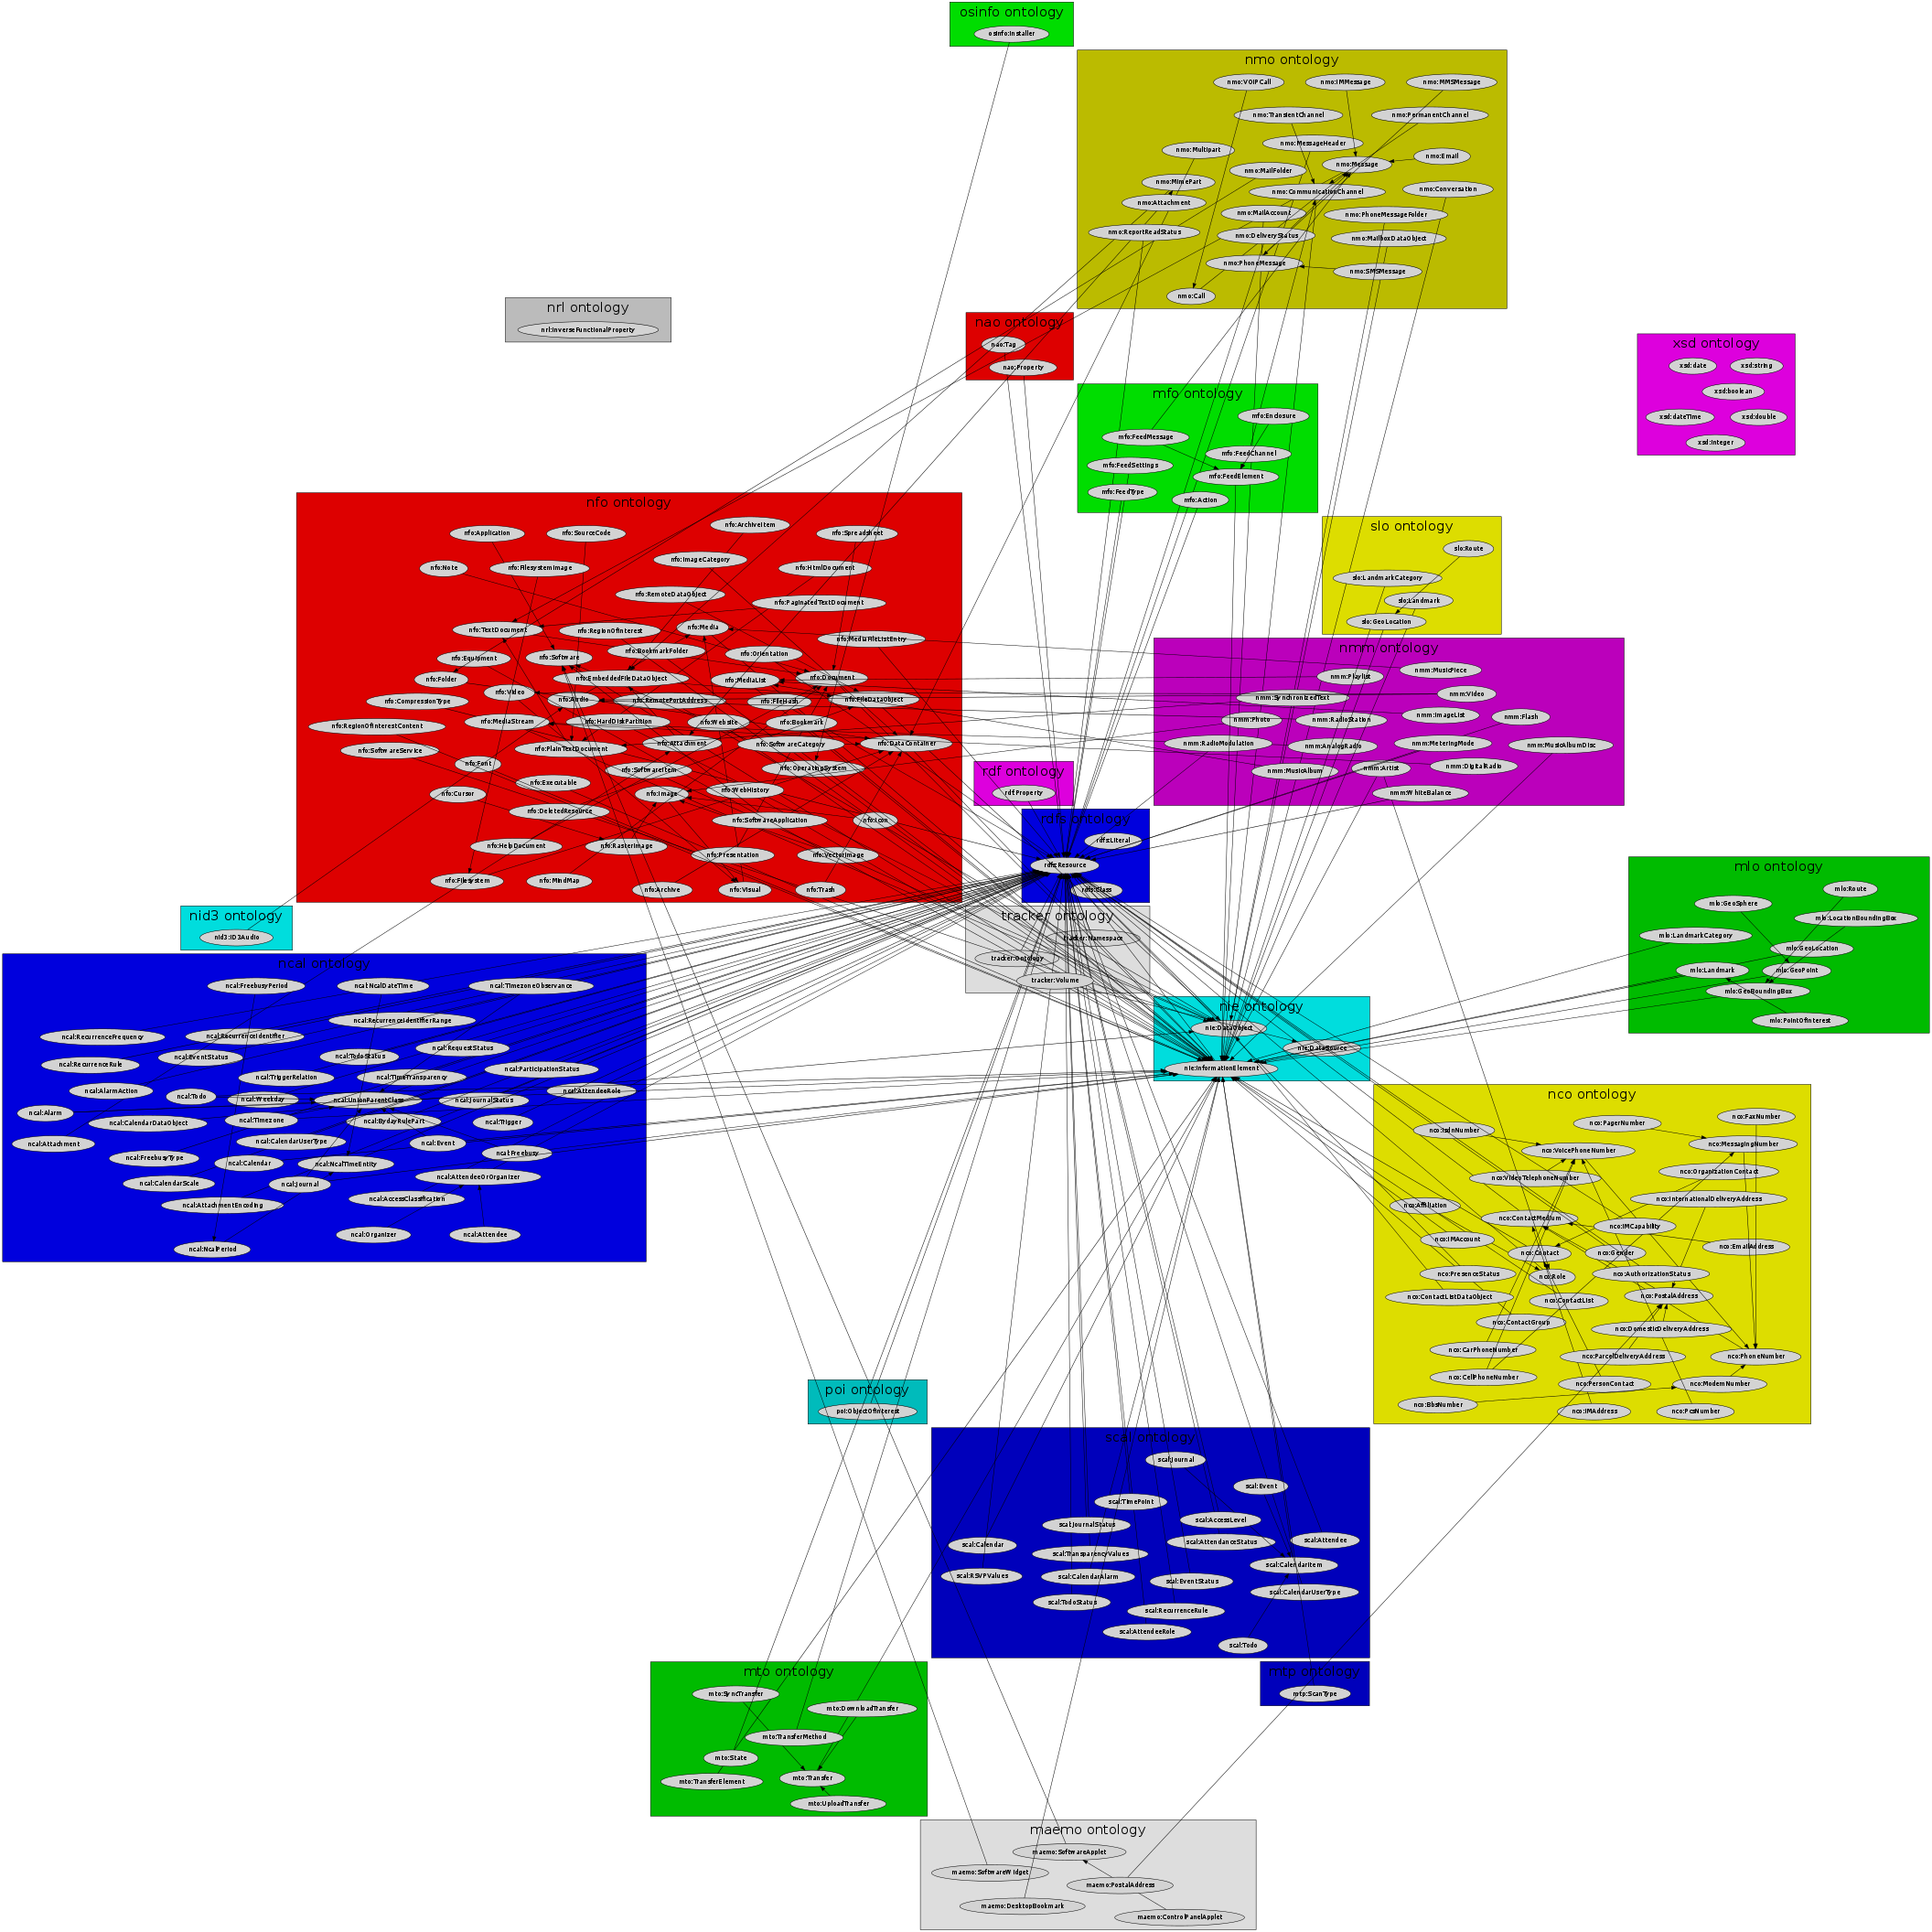 osinfo ontology
osinfo:Installer
nmo ontology
nmo:VOIPCall
nmo:IMMessage
nmo:MMSMessage
nmo:TransientChannel
nmo:PermanentChannel
nmo:MessageHeader
nmo:Multipart
nmo:Email
nmo:Message
nmo:MailFolder
nmo:MimePart
nmo:Conversation
nmo:CommunicationChannel
nmo:Attachment
nmo:MailAccount
nmo:PhoneMessageFolder
nmo:ReportReadStatus
nmo:DeliveryStatus
nmo:MailboxDataObject
nmo:PhoneMessage
nmo:SMSMessage
nmo:Call
nrl ontology
nrl:InverseFunctionalProperty
nao ontology
nao:Tag
nao:Property
xsd ontology
xsd:date
xsd:string
xsd:boolean
xsd:dateTime
xsd:double
xsd:integer
mfo ontology
mfo:Enclosure
mfo:FeedMessage
mfo:FeedChannel
mfo:FeedSettings
mfo:FeedElement
mfo:FeedType
mfo:Action
nfo ontology
nfo:Application
nfo:SourceCode
nfo:ArchiveItem
nfo:Spreadsheet
nfo:ImageCategory
nfo:Note
nfo:FilesystemImage
nfo:HtmlDocument
nfo:RemoteDataObject
nfo:PaginatedTextDocument
nfo:TextDocument
nfo:RegionOfInterest
nfo:Media
nfo:MediaFileListEntry
nfo:Equipment
nfo:Software
nfo:BookmarkFolder
nfo:Orientation
nfo:Folder
nfo:EmbeddedFileDataObject
nfo:MediaList
nfo:Document
nfo:Video
nfo:Audio
nfo:RemotePortAddress
nfo:FileHash
nfo:FileDataObject
nfo:CompressionType
nfo:RegionOfInterestContent
nfo:MediaStream
nfo:HardDiskPartition
nfo:Website
nfo:Bookmark
nfo:SoftwareService
nfo:PlainTextDocument
nfo:Attachment
nfo:SoftwareCategory
nfo:DataContainer
nfo:Font
nfo:SoftwareItem
nfo:OperatingSystem
nfo:Executable
nfo:Cursor
nfo:Image
nfo:WebHistory
nfo:DeletedResource
nfo:SoftwareApplication
nfo:Icon
nfo:HelpDocument
nfo:RasterImage
nfo:Presentation
nfo:VectorImage
nfo:Filesystem
nfo:MindMap
nfo:Archive
nfo:Visual
nfo:Trash
slo ontology
slo:Route
slo:LandmarkCategory
slo:Landmark
slo:GeoLocation
nmm ontology
nmm:MusicPiece
nmm:Playlist
nmm:SynchronizedText
nmm:Video
nmm:Photo
nmm:RadioStation
nmm:ImageList
nmm:Flash
nmm:RadioModulation
nmm:AnalogRadio
nmm:MeteringMode
nmm:MusicAlbumDisc
nmm:MusicAlbum
nmm:Artist
nmm:DigitalRadio
nmm:WhiteBalance
rdf ontology
rdf:Property
rdfs ontology
rdfs:Literal
rdfs:Resource
rdfs:Class
tracker ontology
tracker:Namespace
tracker:Ontology
tracker:Volume
nid3 ontology
nid3:ID3Audio
mlo ontology
mlo:Route
mlo:GeoSphere
mlo:LocationBoundingBox
mlo:LandmarkCategory
mlo:GeoLocation
mlo:Landmark
mlo:GeoPoint
mlo:GeoBoundingBox
mlo:PointOfInterest
nie ontology
nie:DataObject
nie:DataSource
nie:InformationElement
ncal ontology
ncal:FreebusyPeriod
ncal:NcalDateTime
ncal:TimezoneObservance
ncal:RecurrenceIdentifierRange
ncal:RecurrenceFrequency
ncal:RecurrenceIdentifier
ncal:RequestStatus
ncal:RecurrenceRule
ncal:EventStatus
ncal:TodoStatus
ncal:TriggerRelation
ncal:TimeTransparency
ncal:ParticipationStatus
ncal:AlarmAction
ncal:AttendeeRole
ncal:Todo
ncal:Weekday
ncal:UnionParentClass
ncal:JournalStatus
ncal:Alarm
ncal:CalendarDataObject
ncal:Timezone
ncal:BydayRulePart
ncal:Trigger
ncal:Attachment
ncal:CalendarUserType
ncal:Event
ncal:FreebusyType
ncal:Calendar
ncal:NcalTimeEntity
ncal:Freebusy
ncal:CalendarScale
ncal:Journal
ncal:AttendeeOrOrganizer
ncal:AttachmentEncoding
ncal:AccessClassification
ncal:Organizer
ncal:Attendee
ncal:NcalPeriod
nco ontology
nco:IsdnNumber
nco:PagerNumber
nco:FaxNumber
nco:VoicePhoneNumber
nco:MessagingNumber
nco:VideoTelephoneNumber
nco:OrganizationContact
nco:Affiliation
nco:InternationalDeliveryAddress
nco:ContactMedium
nco:IMCapability
nco:IMAccount
nco:Contact
nco:Gender
nco:EmailAddress
nco:PresenceStatus
nco:Role
nco:AuthorizationStatus
nco:ContactListDataObject
nco:ContactList
nco:PostalAddress
nco:ContactGroup
nco:DomesticDeliveryAddress
nco:CarPhoneNumber
nco:ParcelDeliveryAddress
nco:PhoneNumber
nco:CellPhoneNumber
nco:PersonContact
nco:ModemNumber
nco:BbsNumber
nco:IMAddress
nco:PcsNumber
poi ontology
poi:ObjectOfInterest
scal ontology
scal:Journal
scal:Event
scal:TimePoint
scal:JournalStatus
scal:AccessLevel
scal:Calendar
scal:AttendanceStatus
scal:Attendee
scal:TransparencyValues
scal:CalendarItem
scal:RSVPValues
scal:CalendarAlarm
scal:EventStatus
scal:CalendarUserType
scal:TodoStatus
scal:RecurrenceRule
scal:AttendeeRole
scal:Todo
mto ontology
mto:SyncTransfer
mto:DownloadTransfer
mto:TransferMethod
mto:State
mto:TransferElement
mto:Transfer
mto:UploadTransfer
mtp ontology
mtp:ScanType
maemo ontology
maemo:SoftwareApplet
maemo:SoftwareWidget
maemo:PostalAddress
maemo:DesktopBookmark
maemo:ControlPanelApplet